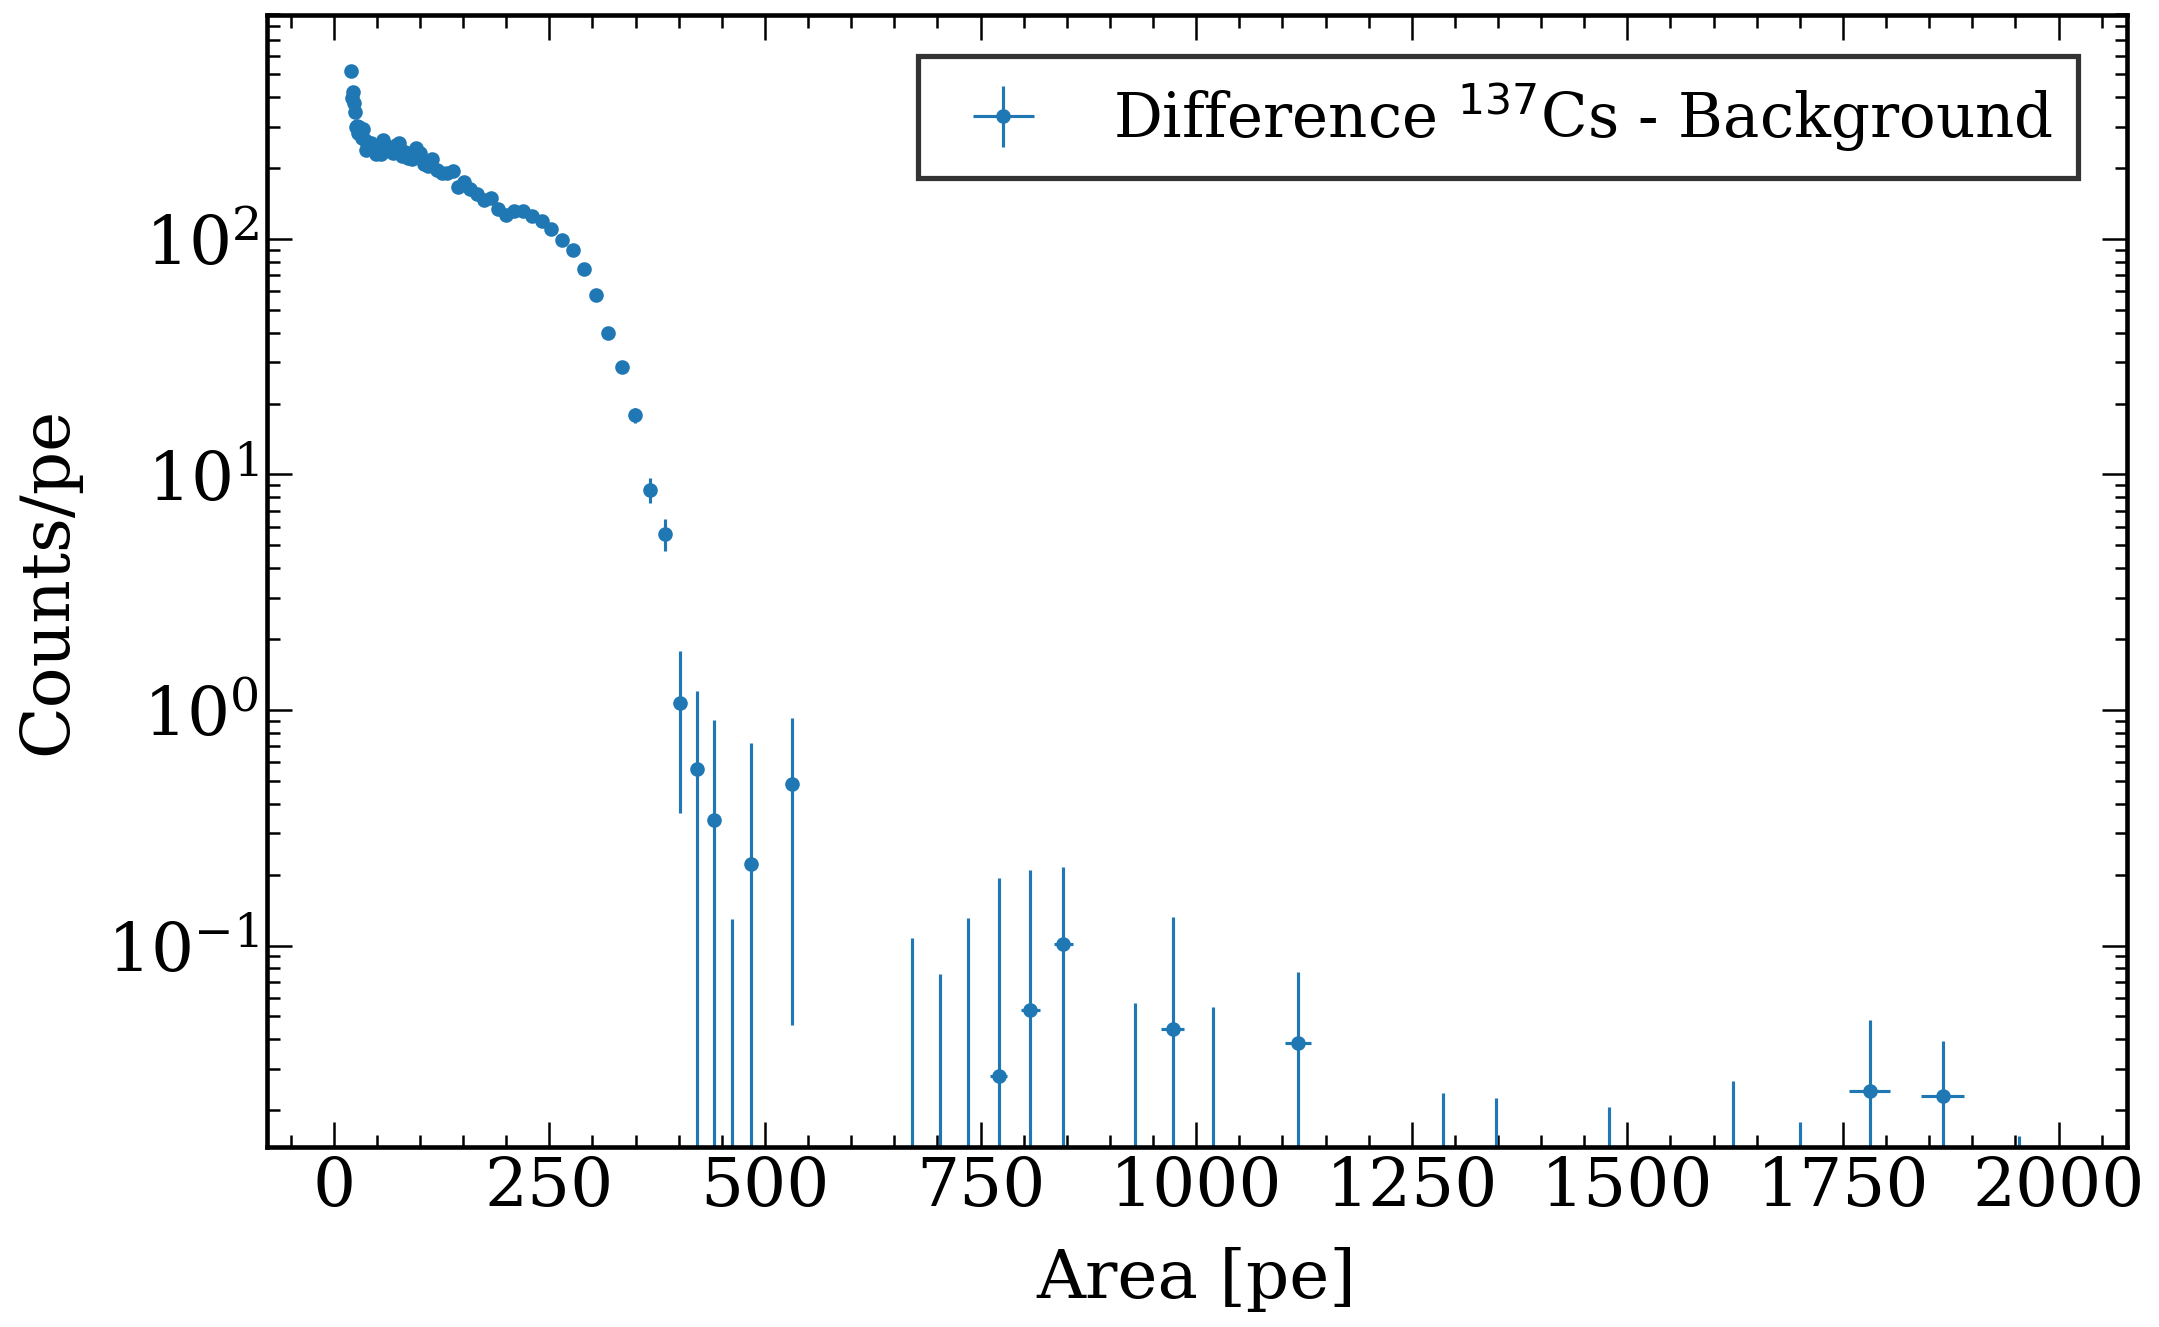 Difference ¹³⁷Cs - Background
Counts/pe
10²
10¹
10⁰
10⁻¹
0 250 500 750 1000 1250 1500 1750 2000
Area [pe]